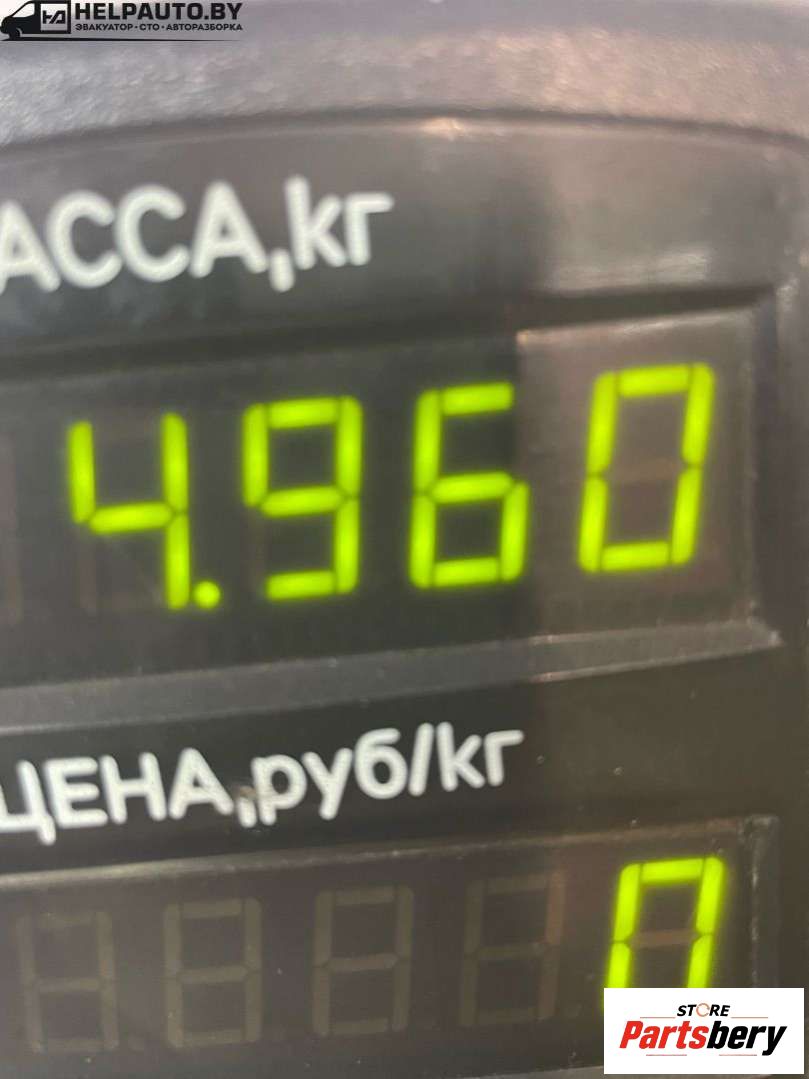 HELPAUTO.BY
ЭВАКУАТОР·СТО·АВТОРАЗБОРКА
АССА,кг
4.960
ЦЕНА,руб/кг
0
STORE
Partsbery